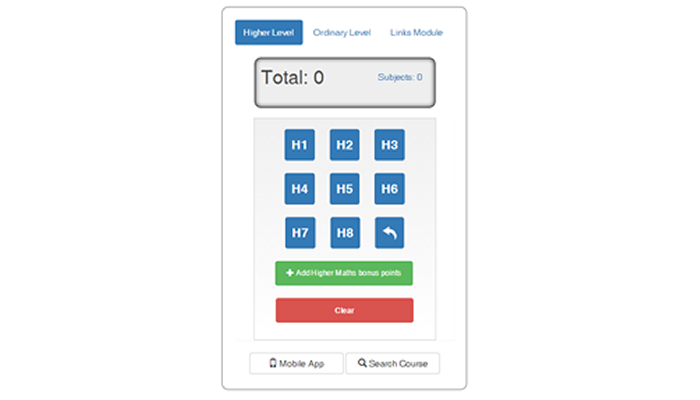 Higher Level Ordinary Level Links Module
Total: 0 Subjects: 0
H1 H2 H3
H4 H5 H6
H7 H8
Add Higher Maths bonus points
Clear
Mobile App Search Course